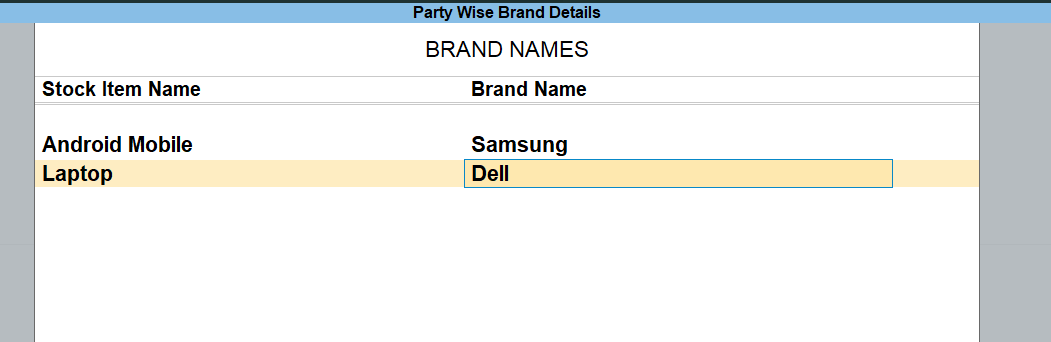 Party Wise Brand Details
BRAND NAMES
Stock Item Name Brand Name
Android Mobile Samsung
Laptop Dell